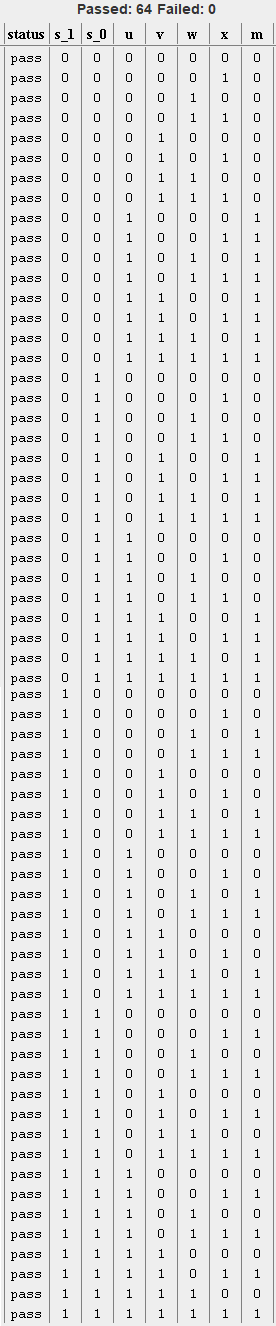 Passed: 64 Failed: 0
status s_1 s_0 u v w x m
pass 0 0 0 0 0 0 0
pass 0 0 0 0 0 1 0
pass 0 0 0 0 1 0 0
pass 0 0 0 0 1 1 0
pass 0 0 0 1 0 0 0
pass 0 0 0 1 0 1 0
pass 0 0 0 1 1 0 0
pass 0 0 0 1 1 1 0
pass 0 0 1 0 0 0 1
pass 0 0 1 0 0 1 1
pass 0 0 1 0 1 0 1
pass 0 0 1 0 1 1 1
pass 0 0 1 1 0 0 1
pass 0 0 1 1 0 1 1
pass 0 0 1 1 1 0 1
pass 0 0 1 1 1 1 1
pass 0 1 0 0 0 0 0
pass 0 1 0 0 0 1 0
pass 0 1 0 0 1 0 0
pass 0 1 0 0 1 1 0
pass 0 1 0 1 0 0 1
pass 0 1 0 1 0 1 1
pass 0 1 0 1 1 0 1
pass 0 1 0 1 1 1 1
pass 0 1 1 0 0 0 0
pass 0 1 1 0 0 1 0
pass 0 1 1 0 1 0 0
pass 0 1 1 0 1 1 0
pass 0 1 1 1 0 0 1
pass 0 1 1 1 0 1 1
pass 0 1 1 1 1 0 1
pass 0 1 1 1 1 1 1
pass 1 0 0 0 0 0 0
pass 1 0 0 0 0 1 0
pass 1 0 0 0 1 0 1
pass 1 0 0 0 1 1 1
pass 1 0 0 1 0 0 0
pass 1 0 0 1 0 1 0
pass 1 0 0 1 1 0 1
pass 1 0 0 1 1 1 1
pass 1 0 1 0 0 0 0
pass 1 0 1 0 0 1 0
pass 1 0 1 0 1 0 1
pass 1 0 1 0 1 1 1
pass 1 0 1 1 0 0 0
pass 1 0 1 1 0 1 0
pass 1 0 1 1 1 0 1
pass 1 0 1 1 1 1 1
pass 1 1 0 0 0 0 0
pass 1 1 0 0 0 1 1
pass 1 1 0 0 1 0 0
pass 1 1 0 0 1 1 1
pass 1 1 0 1 0 0 0
pass 1 1 0 1 0 1 1
pass 1 1 0 1 1 0 0
pass 1 1 0 1 1 1 1
pass 1 1 1 0 0 0 0
pass 1 1 1 0 0 1 1
pass 1 1 1 0 1 0 0
pass 1 1 1 0 1 1 1
pass 1 1 1 1 0 0 0
pass 1 1 1 1 0 1 1
pass 1 1 1 1 1 0 0
pass 1 1 1 1 1 1 1